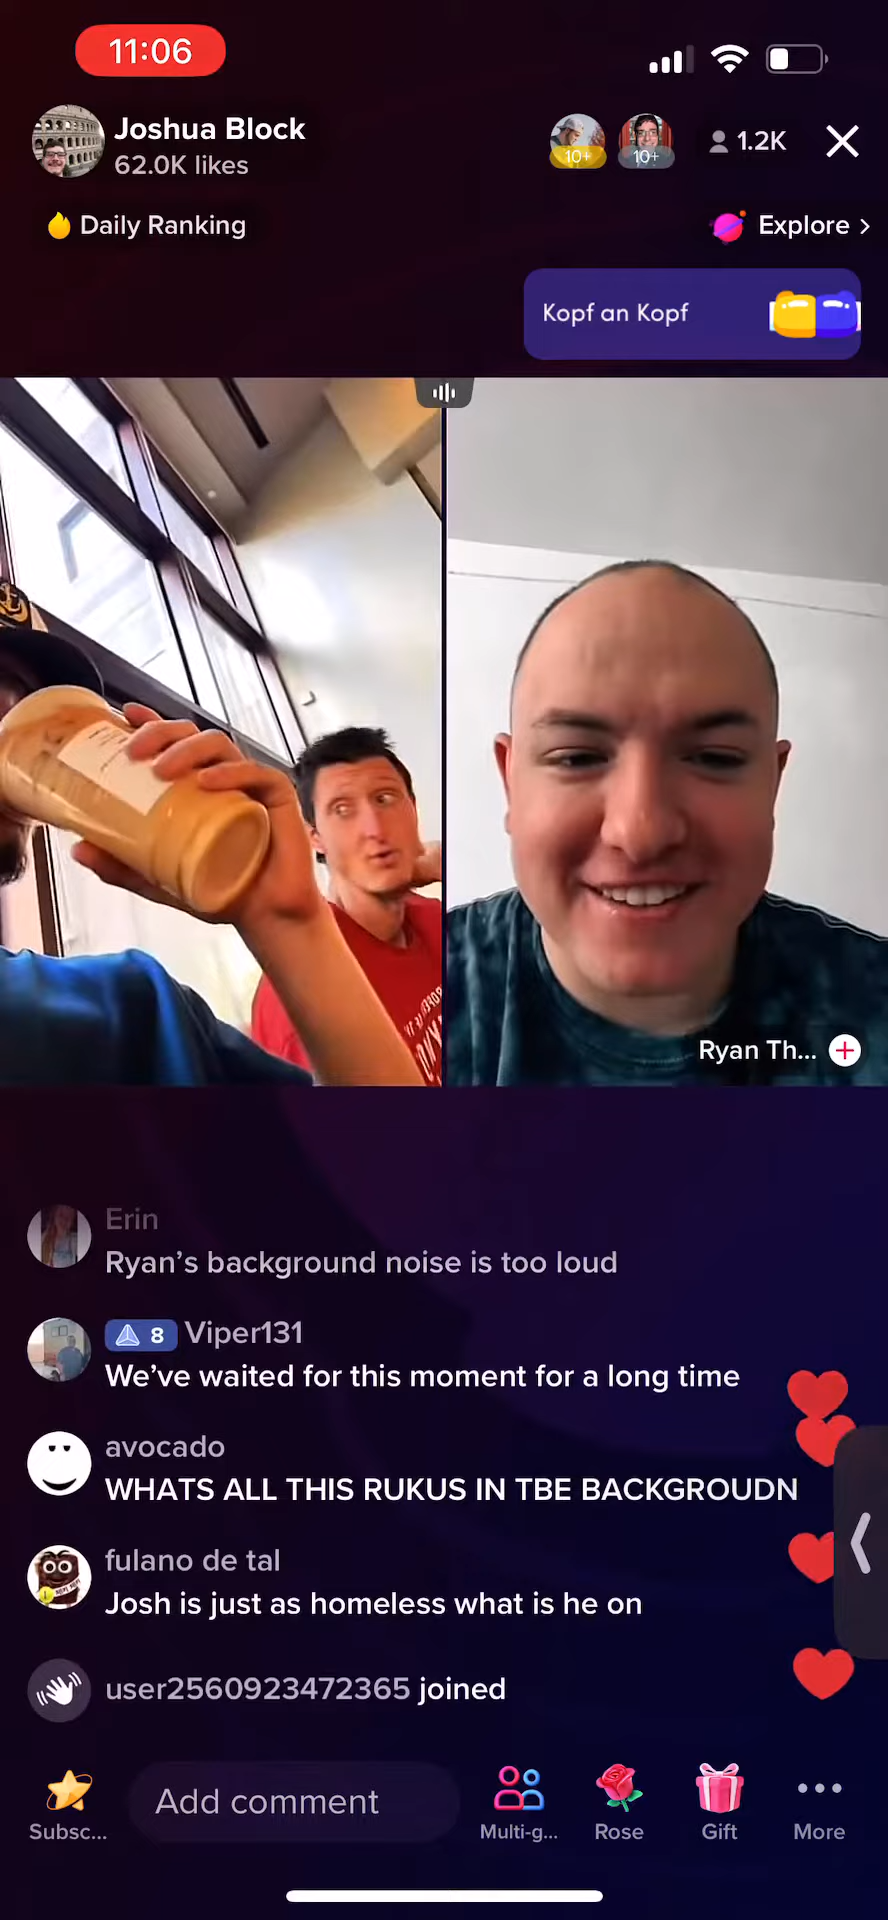 11:06
Joshua Block
62.0K likes
10+
10+
1.2K
Daily Ranking
Explore >
Kopf an Kopf
Ryan Th...
Erin
Ryan’s background noise is too loud
8 Viper131
We’ve waited for this moment for a long time
avocado
WHATS ALL THIS RUKUS IN TBE BACKGROUDN
fulano de tal
Josh is just as homeless what is he on
user2560923472365 joined
Add comment
Subsc...
Multi-g...
Rose
Gift
More